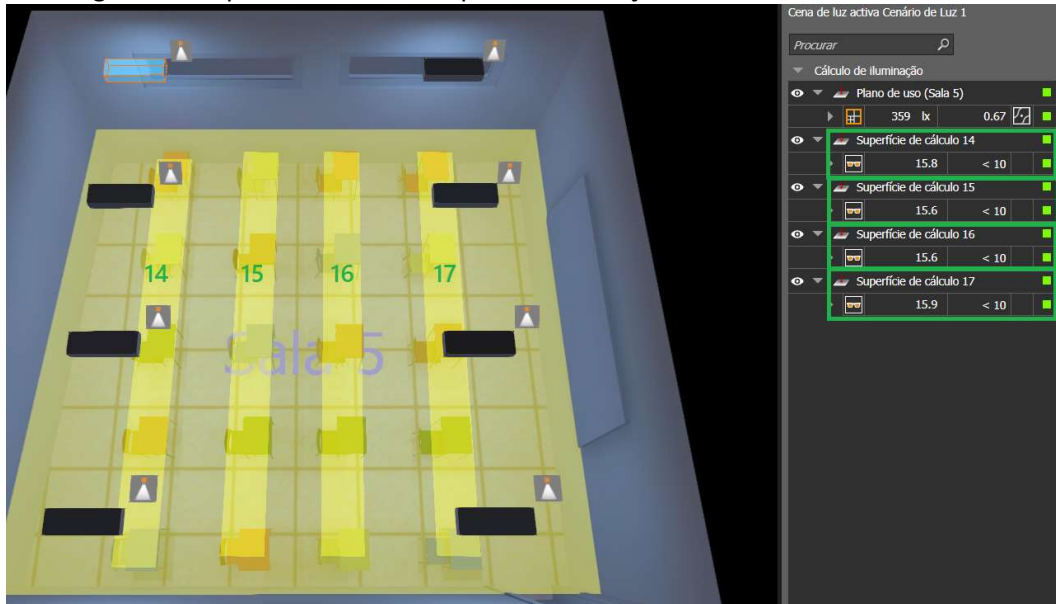 Cena de luz activa Cenário de Luz 1
Procurar
Cálculo de iluminação
Plano de uso (Sala 5)
359 lx 0.67
Superfície de cálculo 14
15.8 < 10
Superfície de cálculo 15
15.6 < 10
Superfície de cálculo 16
15.6 < 10
Superfície de cálculo 17
15.9 < 10
14 15 16 17
Sala 5